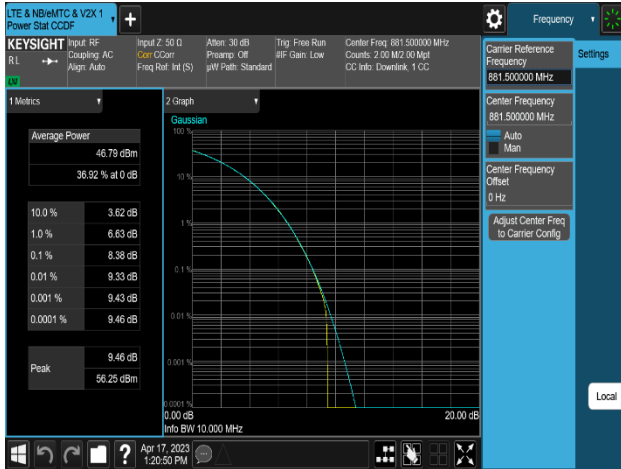 LTE & NB/eMTC & V2X 1
Power Stat CCDF
+
Frequency
KEYSIGHT
RL
Input: RF
Coupling: AC
Align: Auto
Input Z: 50 Ω
Corr CCorr
Freq Ref: Int (S)
Atten: 30 dB
Preamp: Off
µW Path: Standard
Trig: Free Run
#IF Gain: Low
Center Freq: 881.500000 MHz
Counts: 2.00 M/2.00 Mpt
CC Info: Downlink, 1 CC
Carrier Reference
Frequency
881.500000 MHz
Settings
Center Frequency
881.500000 MHz
Auto
Man
Center Frequency
Offset
0 Hz
Adjust Center Freq
to Carrier Config
Local
1 Metrics
Average Power
46.79 dBm
36.92 % at 0 dB
10.0 % 3.62 dB
1.0 % 6.63 dB
0.1 % 8.38 dB
0.01 % 9.33 dB
0.001 % 9.43 dB
0.0001 % 9.46 dB
Peak
9.46 dB
56.25 dBm
2 Graph
Gaussian
100 %
10 %
1 %
0.1 %
0.01 %
0.001 %
0.0001 %
0.00 dB 20.00 dB
Info BW 10.000 MHz
?
Apr 17, 2023
1:20:50 PM